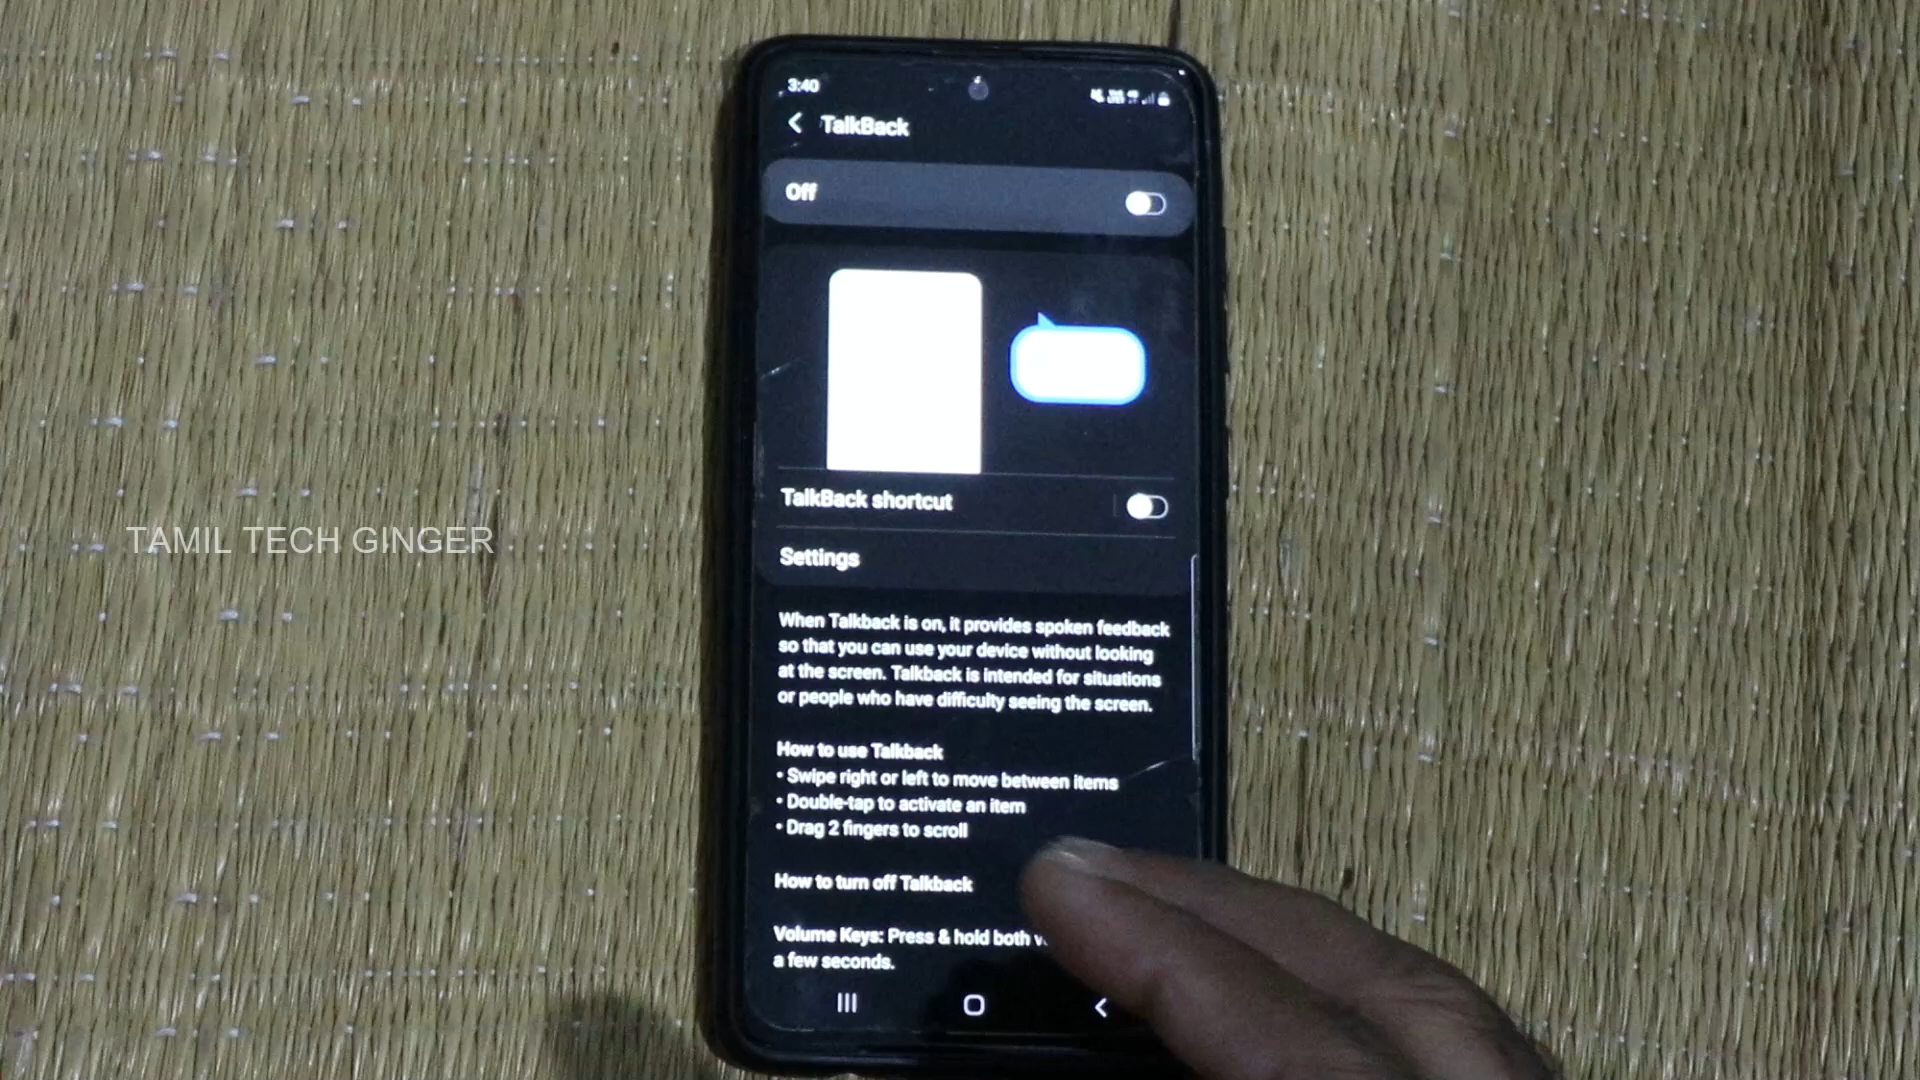 3:40
TalkBack
Off
TalkBack shortcut
Settings
When Talkback is on, it provides spoken feedback
so that you can use your device without looking
at the screen. Talkback is intended for situations
or people who have difficulty seeing the screen.
How to use Talkback
• Swipe right or left to move between items
• Double-tap to activate an item
• Drag 2 fingers to scroll
How to turn off Talkback
Volume Keys: Press & hold both
a few seconds.
TAMIL TECH GINGER